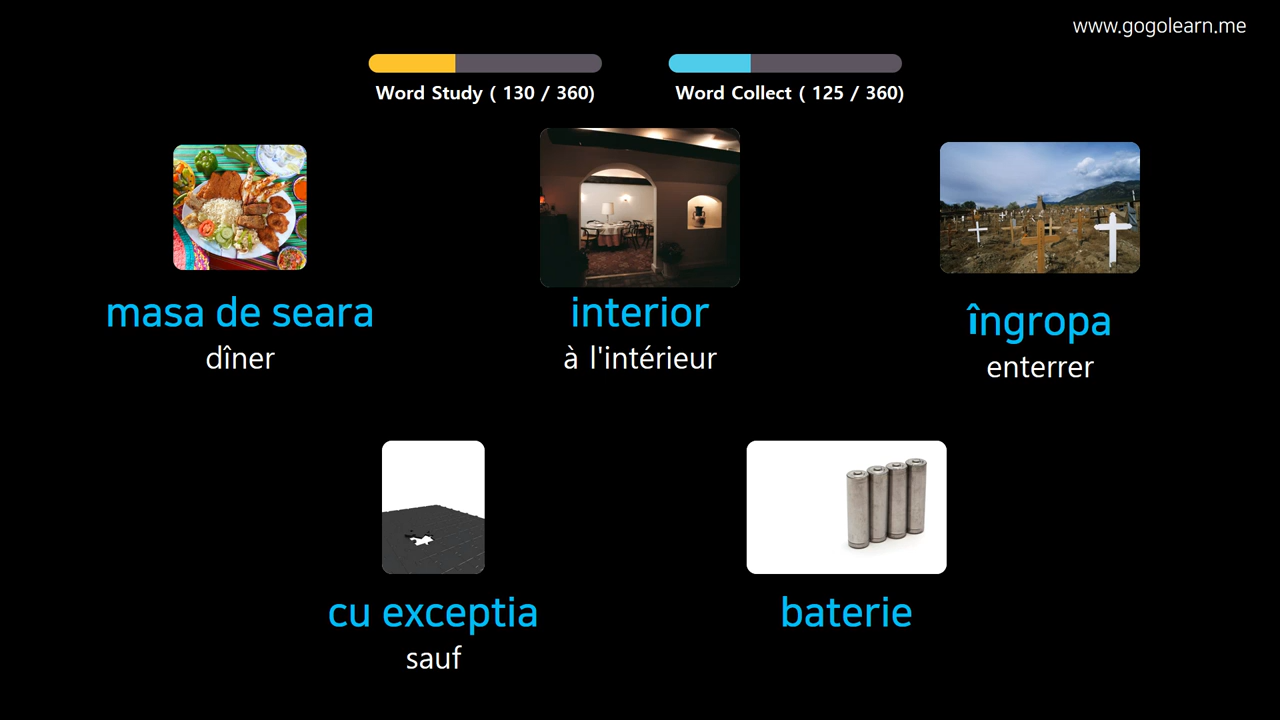 www.gogolearn.me
Word Study ( 130 / 360)
Word Collect ( 125 / 360)
masa de seara
dîner
interior
à l'intérieur
îngropa
enterrer
cu exceptia
sauf
baterie